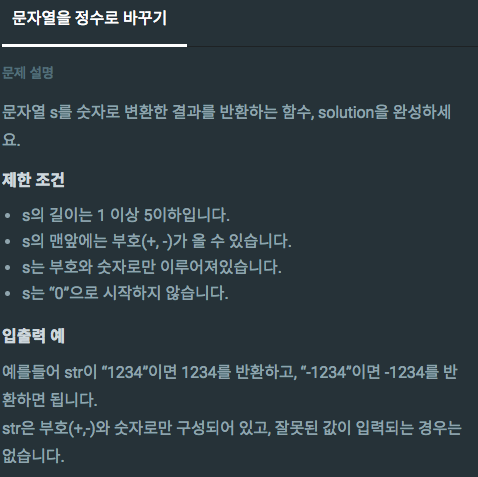 문자열을 정수로 바꾸기
문제 설명
문자열 s를 숫자로 변환한 결과를 반환하는 함수, solution을 완성하세
요.
제한 조건
• s의 길이는 1 이상 5이하입니다.
• s의 맨앞에는 부호(+, -)가 올 수 있습니다.
• s는 부호와 숫자로만 이루어져있습니다.
• s는 "0"으로 시작하지 않습니다.
입출력 예
예를들어 str이 "1234"이면 1234를 반환하고, "-1234"이면 -1234를 반
환하면 됩니다.
str은 부호(+,-)와 숫자로만 구성되어 있고, 잘못된 값이 입력되는 경우는
없습니다.